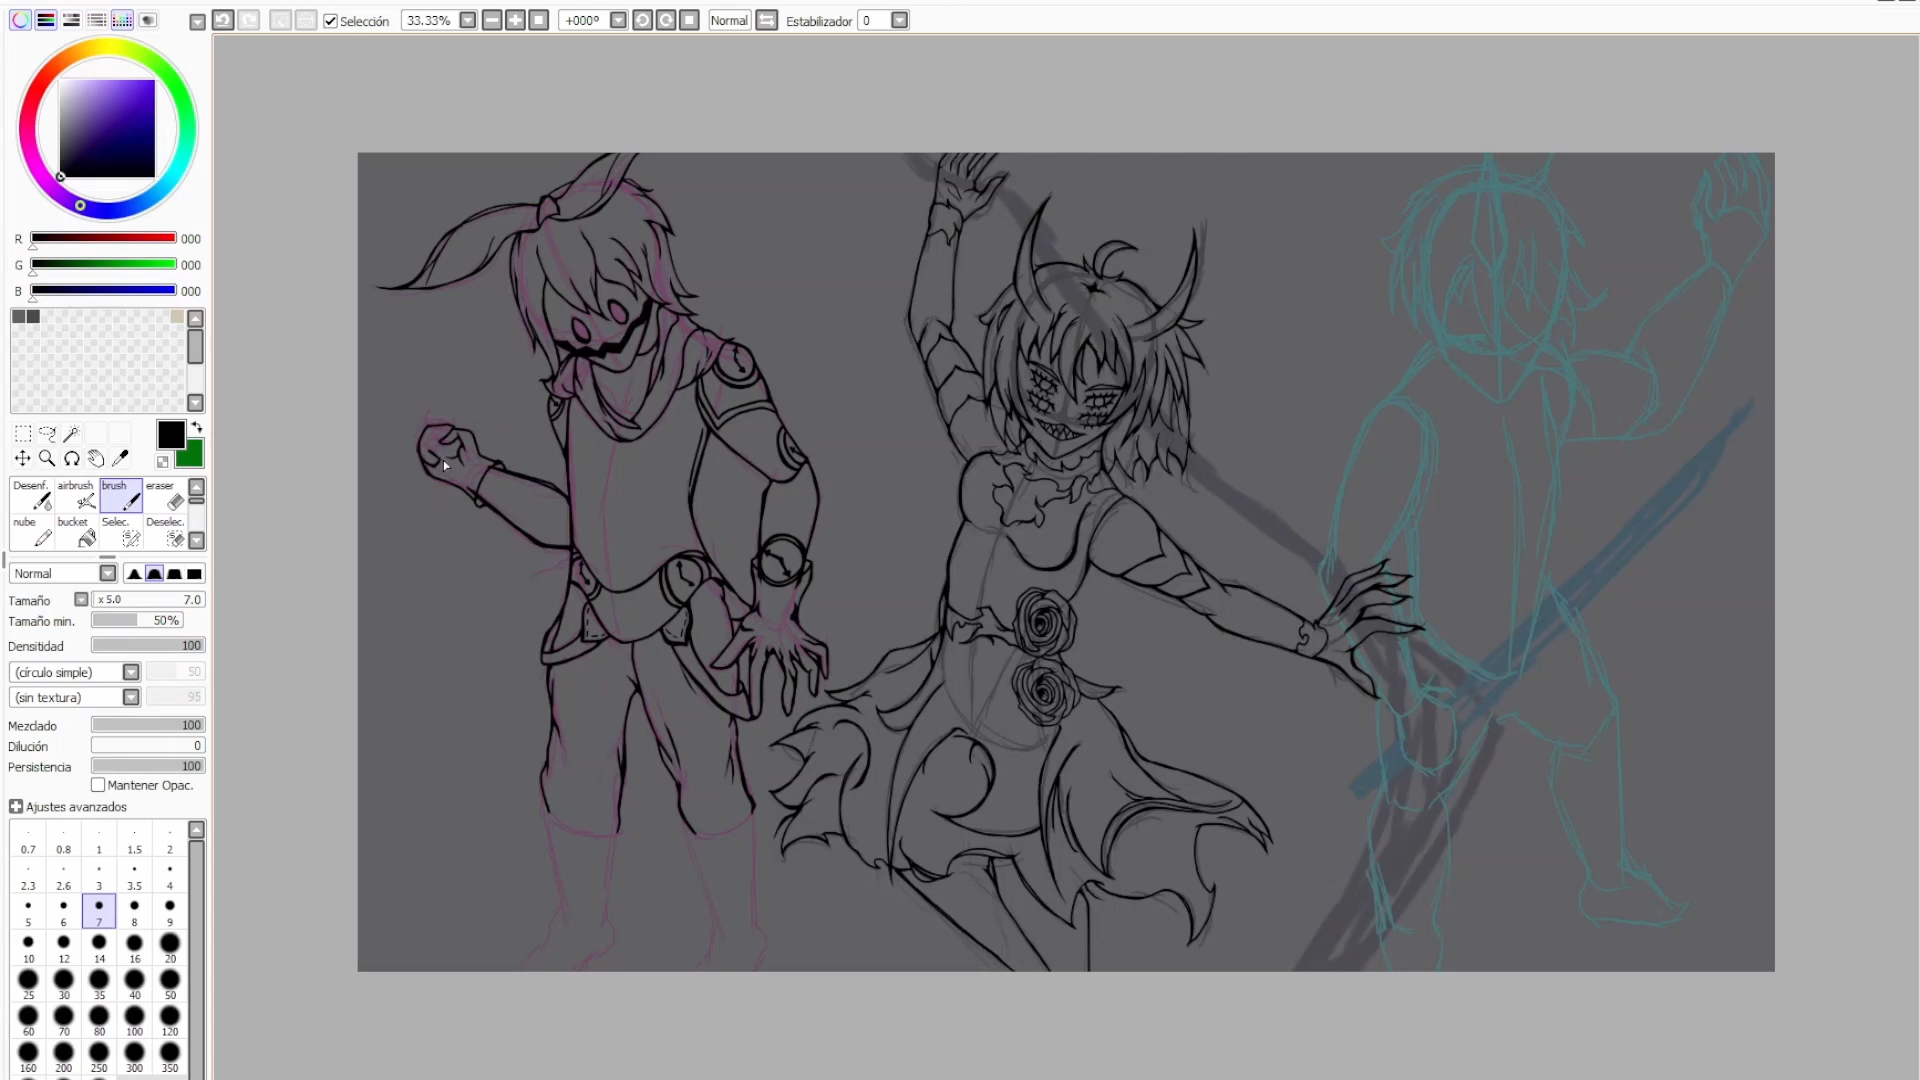 Selección 33.33% +000º Normal Estabilizador 0
R 000
G 000
B 000
Desenf. airbrush brush eraser
nube bucket Selec. Deselec.
Normal
Tamaño x 5.0 7.0
Tamaño min. 50%
Densitidad 100
(círculo simple) 50
(sin textura) 95
Mezclado 100
Dilución 0
Persistencia 100
Mantener Opac.
Ajustes avanzados
0.7 0.8 1 1.5 2
2.3 2.6 3 3.5 4
5 6 7 8 9
10 12 14 16 20
25 30 35 40 50
60 70 80 100 120
160 200 250 300 350